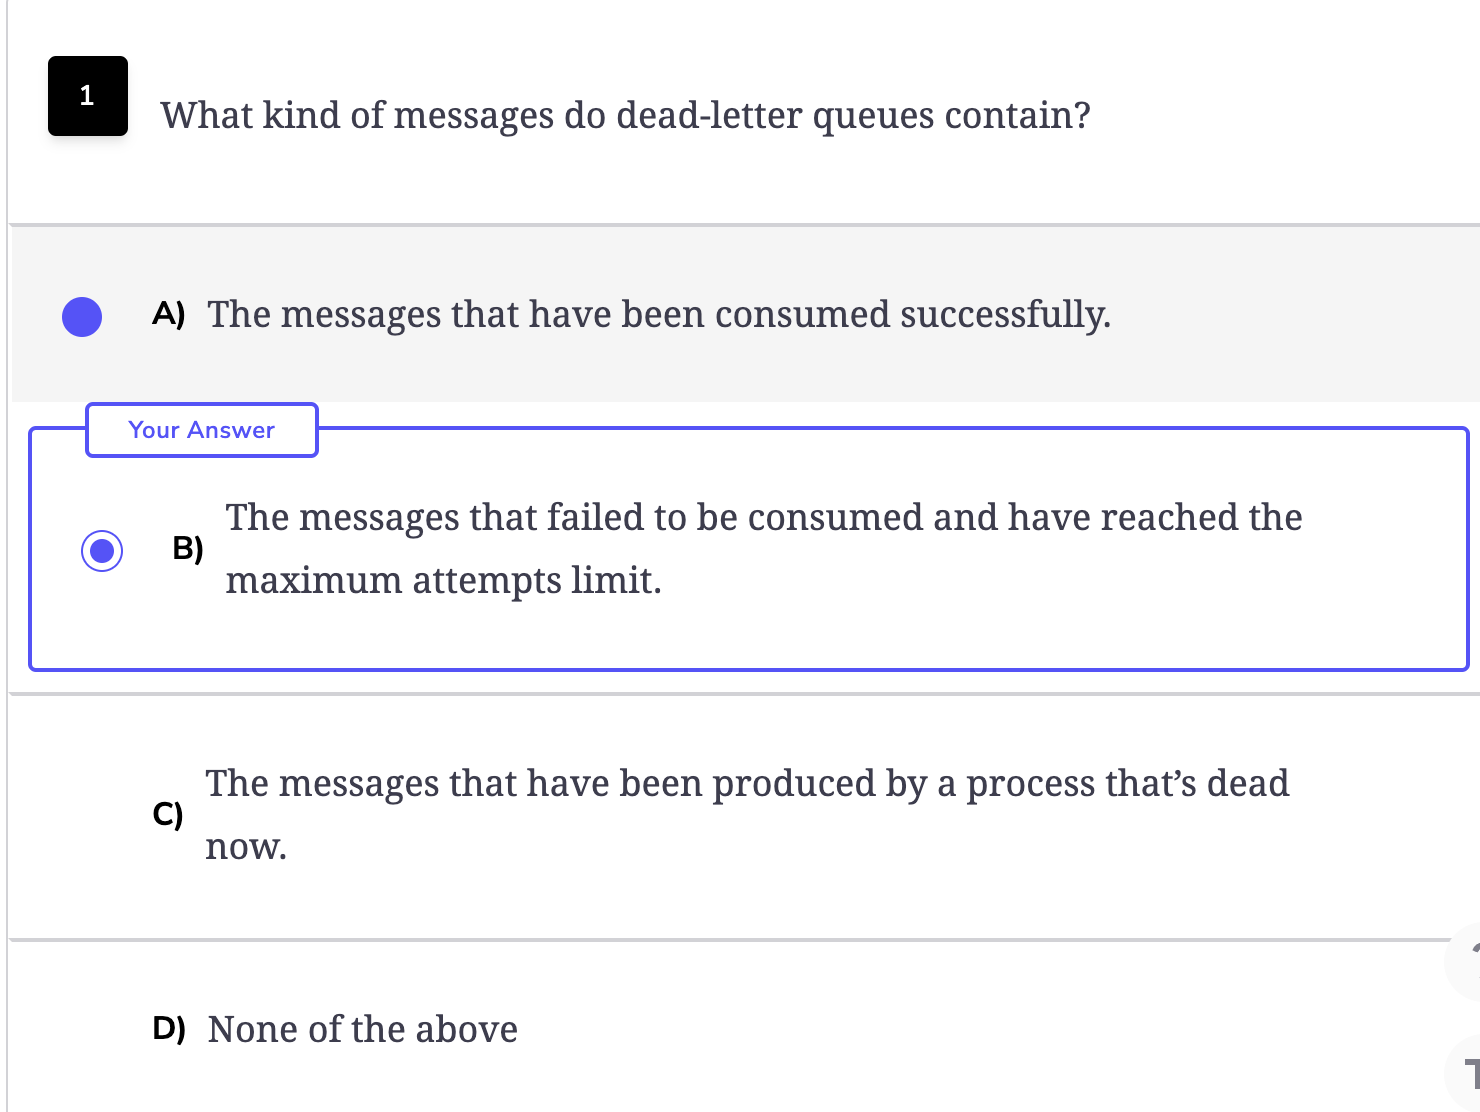 1
What kind of messages do dead-letter queues contain?
A) The messages that have been consumed successfully.
Your Answer
B) The messages that failed to be consumed and have reached the
maximum attempts limit.
C) The messages that have been produced by a process that’s dead
now.
D) None of the above